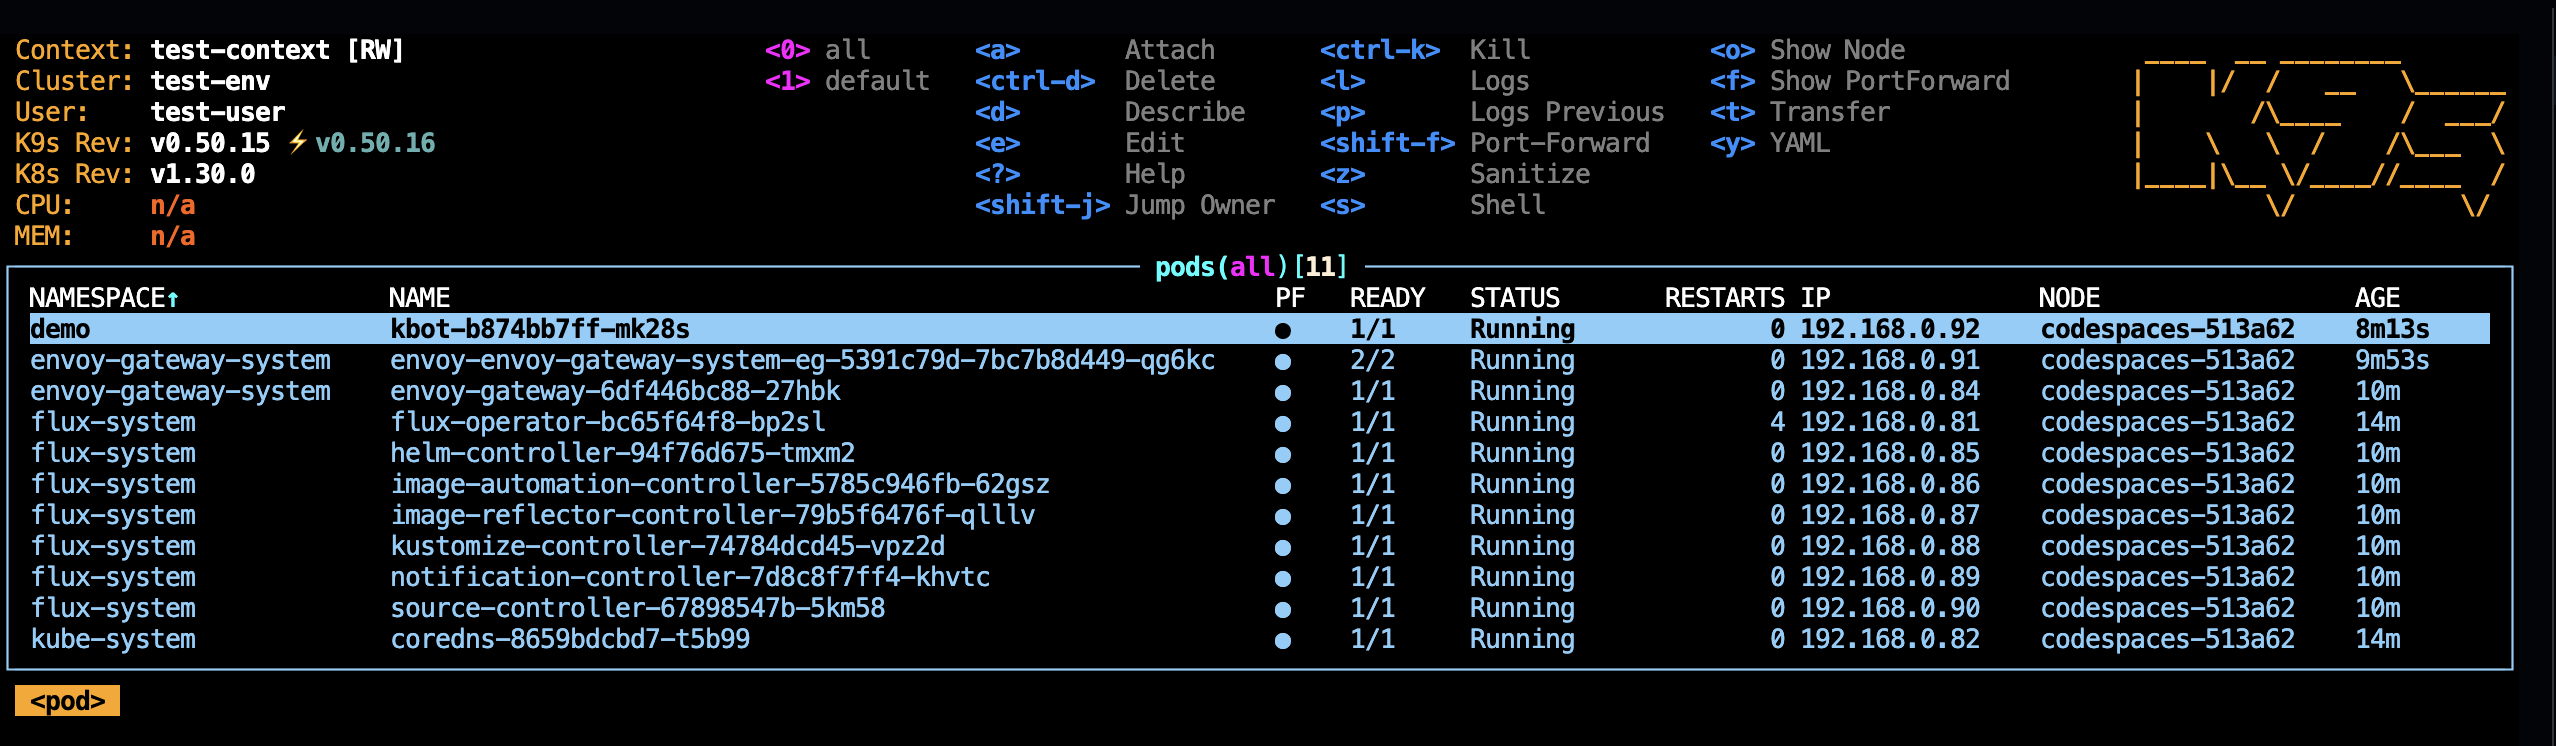 Context: test-context [RW] <0> all <a> Attach <ctrl-k> Kill <o> Show Node
Cluster: test-env <1> default <ctrl-d> Delete <l> Logs <f> Show PortForward
User: test-user <d> Describe <p> Logs Previous <t> Transfer
K9s Rev: v0.50.15 ⚡v0.50.16 <e> Edit <shift-f> Port-Forward <y> YAML
K8s Rev: v1.30.0 <?> Help <z> Sanitize
CPU: n/a <shift-j> Jump Owner <s> Shell
MEM: n/a
pods(all)[11]
NAMESPACE↑ NAME PF READY STATUS RESTARTS IP NODE AGE
demo kbot-b874bb7ff-mk28s ● 1/1 Running 0 192.168.0.92 codespaces-513a62 8m13s
envoy-gateway-system envoy-envoy-gateway-system-eg-5391c79d-7bc7b8d449-qg6kc ● 2/2 Running 0 192.168.0.91 codespaces-513a62 9m53s
envoy-gateway-system envoy-gateway-6df446bc88-27hbk ● 1/1 Running 0 192.168.0.84 codespaces-513a62 10m
flux-system flux-operator-bc65f64f8-bp2sl ● 1/1 Running 4 192.168.0.81 codespaces-513a62 14m
flux-system helm-controller-94f76d675-tmxm2 ● 1/1 Running 0 192.168.0.85 codespaces-513a62 10m
flux-system image-automation-controller-5785c946fb-62gsz ● 1/1 Running 0 192.168.0.86 codespaces-513a62 10m
flux-system image-reflector-controller-79b5f6476f-qlllv ● 1/1 Running 0 192.168.0.87 codespaces-513a62 10m
flux-system kustomize-controller-74784dcd45-vpz2d ● 1/1 Running 0 192.168.0.88 codespaces-513a62 10m
flux-system notification-controller-7d8c8f7ff4-khvtc ● 1/1 Running 0 192.168.0.89 codespaces-513a62 10m
flux-system source-controller-67898547b-5km58 ● 1/1 Running 0 192.168.0.90 codespaces-513a62 10m
kube-system coredns-8659bdcbd7-t5b99 ● 1/1 Running 0 192.168.0.82 codespaces-513a62 14m
<pod>